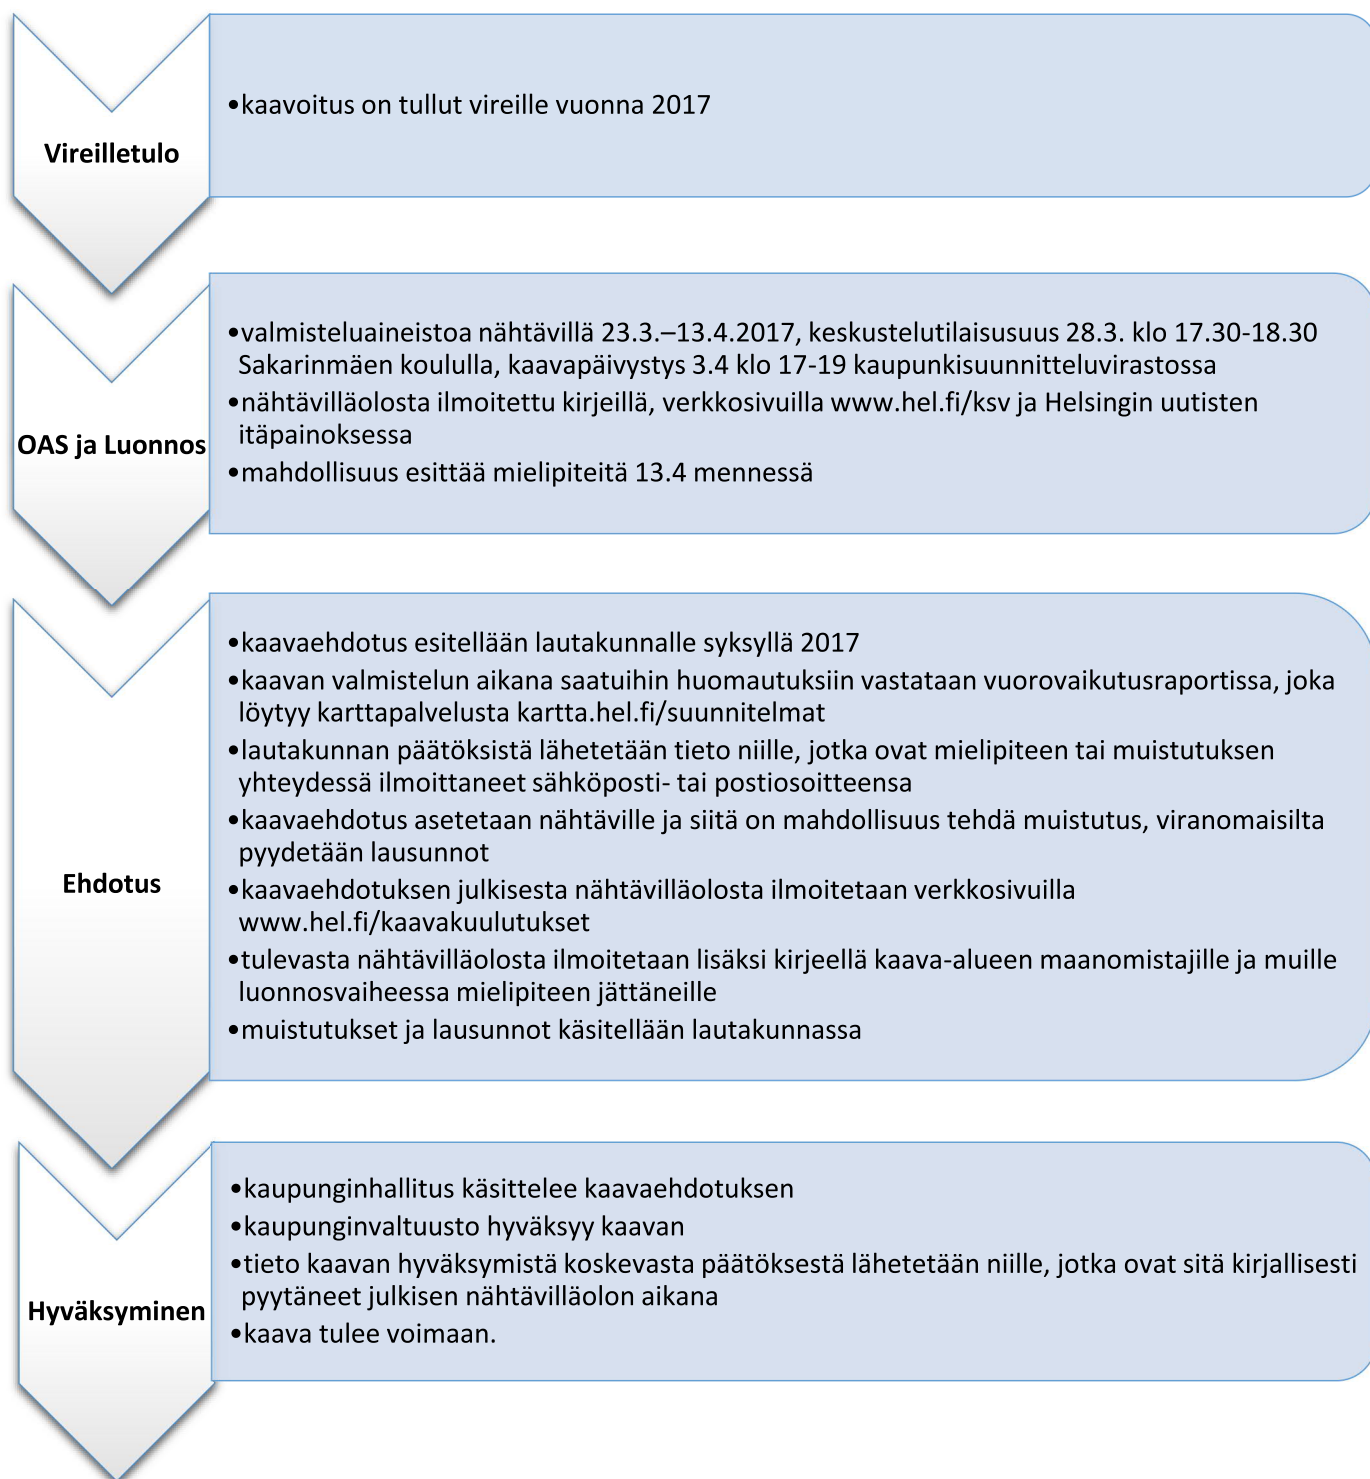 Vireilletulo
•kaavoitus on tullut vireille vuonna 2017
OAS ja Luonnos
•valmisteluaineistoa nähtävillä 23.3.–13.4.2017, keskustelutilaisusuus 28.3. klo 17.30-18.30
Sakarinmäen koululla, kaavapäivystys 3.4 klo 17-19 kaupunkisuunnitteluvirastossa
•nähtävilläolosta ilmoitettu kirjeillä, verkkosivuilla www.hel.fi/ksv ja Helsingin uutisten
itäpainoksessa
•mahdollisuus esittää mielipiteitä 13.4 mennessä
Ehdotus
•kaavaehdotus esitellään lautakunnalle syksyllä 2017
•kaavan valmistelun aikana saatuihin huomautuksiin vastataan vuorovaikutusraportissa, joka
löytyy karttapalvelusta kartta.hel.fi/suunnitelmat
•lautakunnan päätöksistä lähetetään tieto niille, jotka ovat mielipiteen tai muistutuksen
yhteydessä ilmoittaneet sähköposti- tai postiosoitteensa
•kaavaehdotus asetetaan nähtäville ja siitä on mahdollisuus tehdä muistutus, viranomaisilta
pyydetään lausunnot
•kaavaehdotuksen julkisesta nähtävilläolosta ilmoitetaan verkkosivuilla
www.hel.fi/kaavakuulutukset
•tulevasta nähtävilläolosta ilmoitetaan lisäksi kirjeellä kaava-alueen maanomistajille ja muille
luonnosvaiheessa mielipiteen jättäneille
•muistutukset ja lausunnot käsitellään lautakunnassa
Hyväksyminen
•kaupunginhallitus käsittelee kaavaehdotuksen
•kaupunginvaltuusto hyväksyy kaavan
•tieto kaavan hyväksymistä koskevasta päätöksestä lähetetään niille, jotka ovat sitä kirjallisesti
pyytäneet julkisen nähtävilläolon aikana
•kaava tulee voimaan.